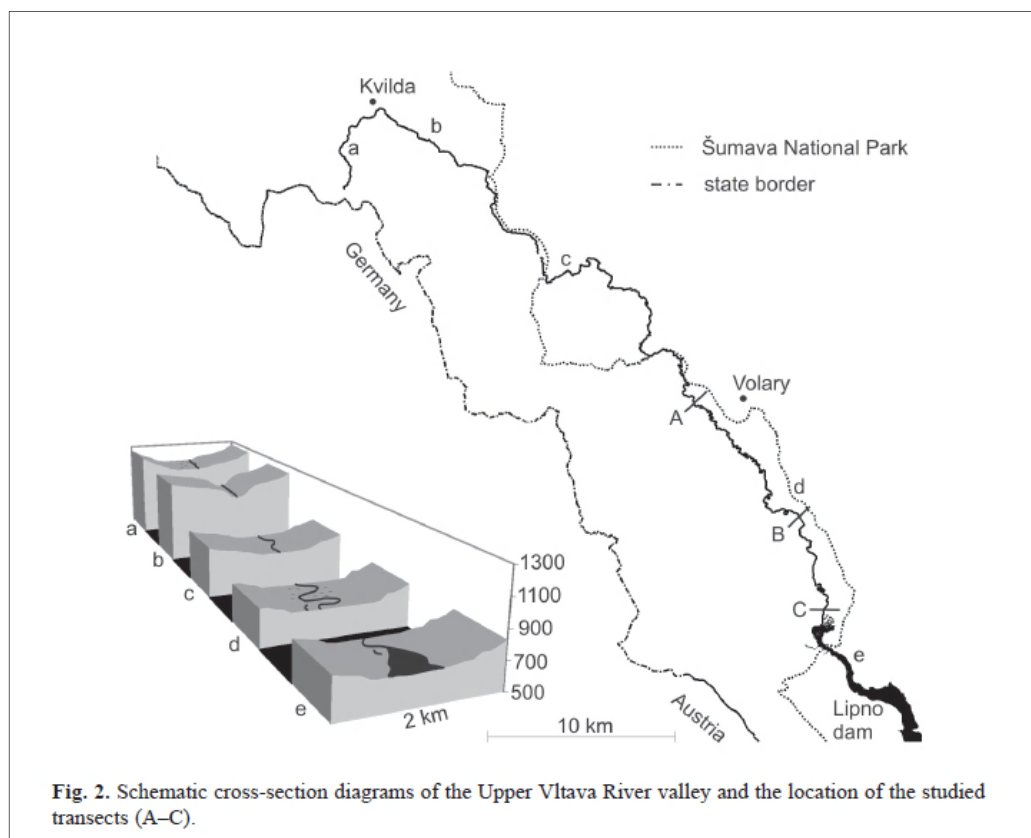 Kvilda
b
a
Šumava National Park
state border
Germany
c
Volary
A
d
B
C
e
Lipno
dam
Austria
10 km
a
b
c
d
e
1300
1100
900
700
500
2 km
Fig. 2. Schematic cross-section diagrams of the Upper Vltava River valley and the location of the studied
transects (A–C).